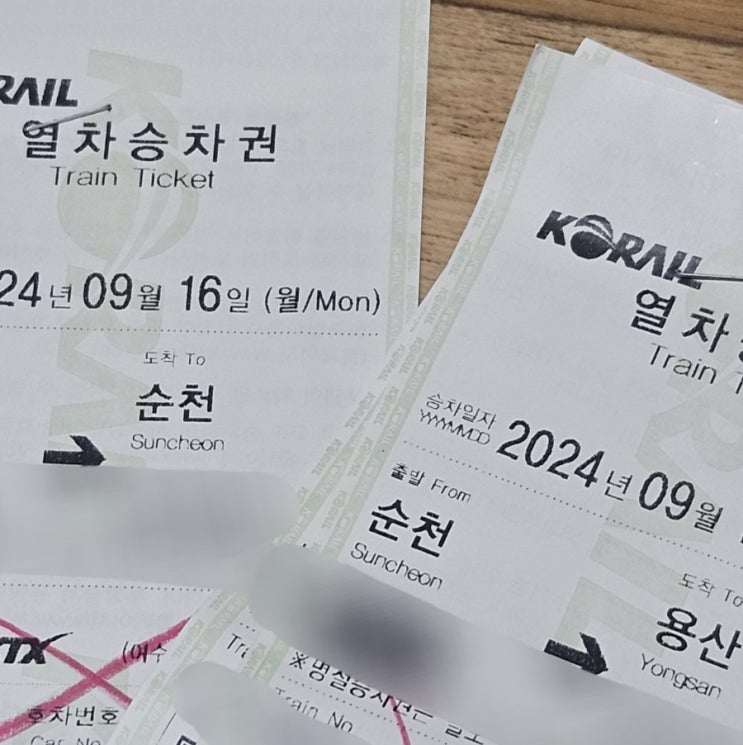 RAIL
열차승차권
Train Ticket
24년 09월 16일 (월/Mon)
도착 To
순천
Suncheon
KTX
(여수
호차번호
Car No
KORAIL
열차
Train
승차일자
YYYYMMDD
2024년 09월
출발 From
순천
Suncheon
도착 To
용산
Yongsan
Train No